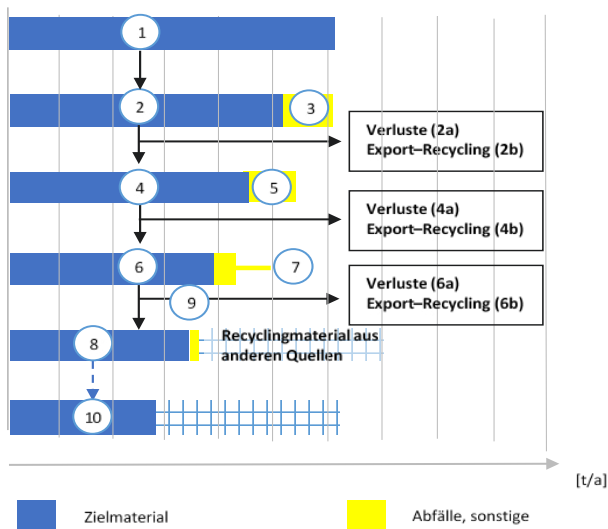 1
2
3
Verluste (2a)
Export–Recycling (2b)
4
5
Verluste (4a)
Export–Recycling (4b)
6
7
Verluste (6a)
Export–Recycling (6b)
9
8
Recyclingmaterial aus
anderen Quellen
10
[t/a]
Zielmaterial
Abfälle, sonstige